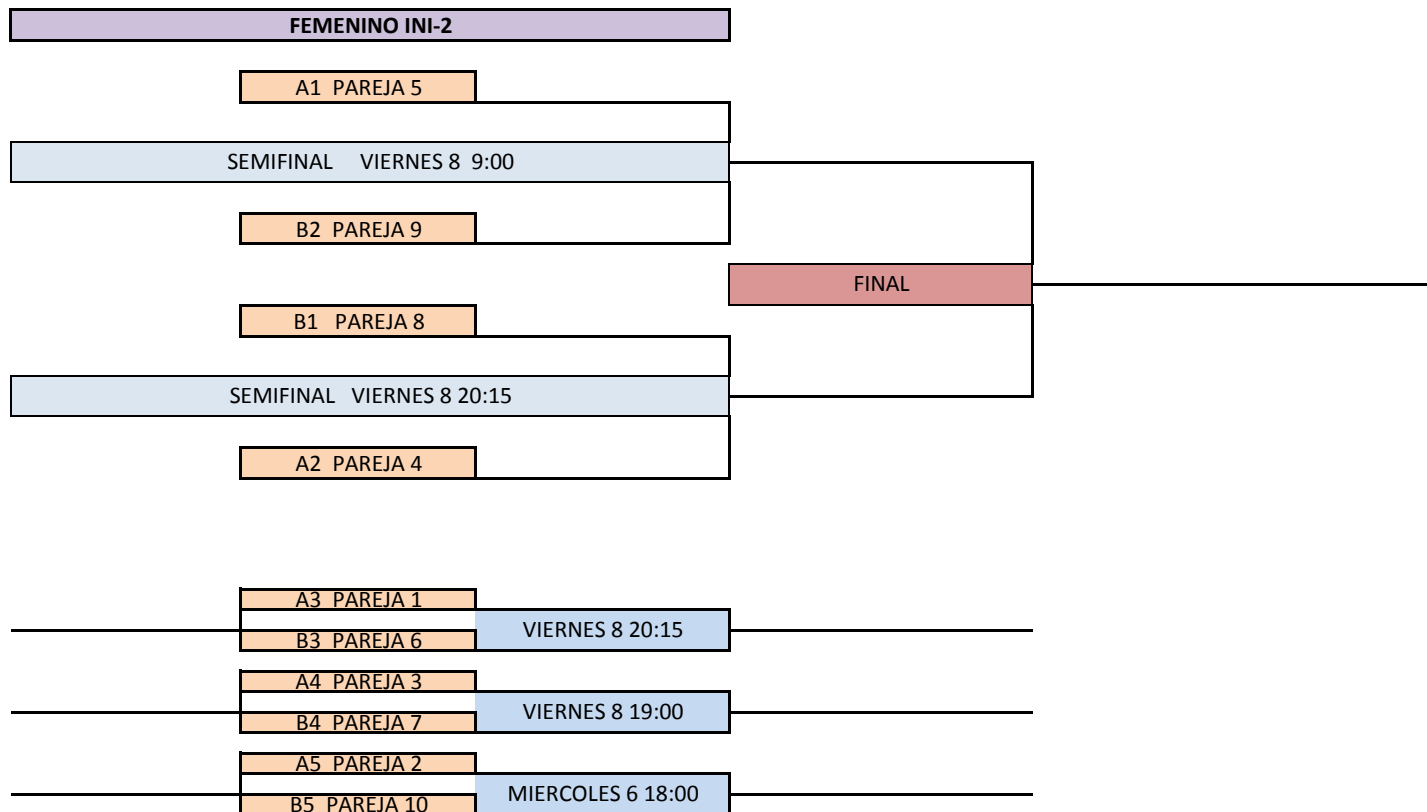 FEMENINO INI-2
A1 PAREJA 5
SEMIFINAL VIERNES 8 9:00
B2 PAREJA 9
FINAL
B1 PAREJA 8
SEMIFINAL VIERNES 8 20:15
A2 PAREJA 4
A3 PAREJA 1
VIERNES 8 20:15
B3 PAREJA 6
A4 PAREJA 3
VIERNES 8 19:00
B4 PAREJA 7
A5 PAREJA 2
MIERCOLES 6 18:00
B5 PAREJA 10